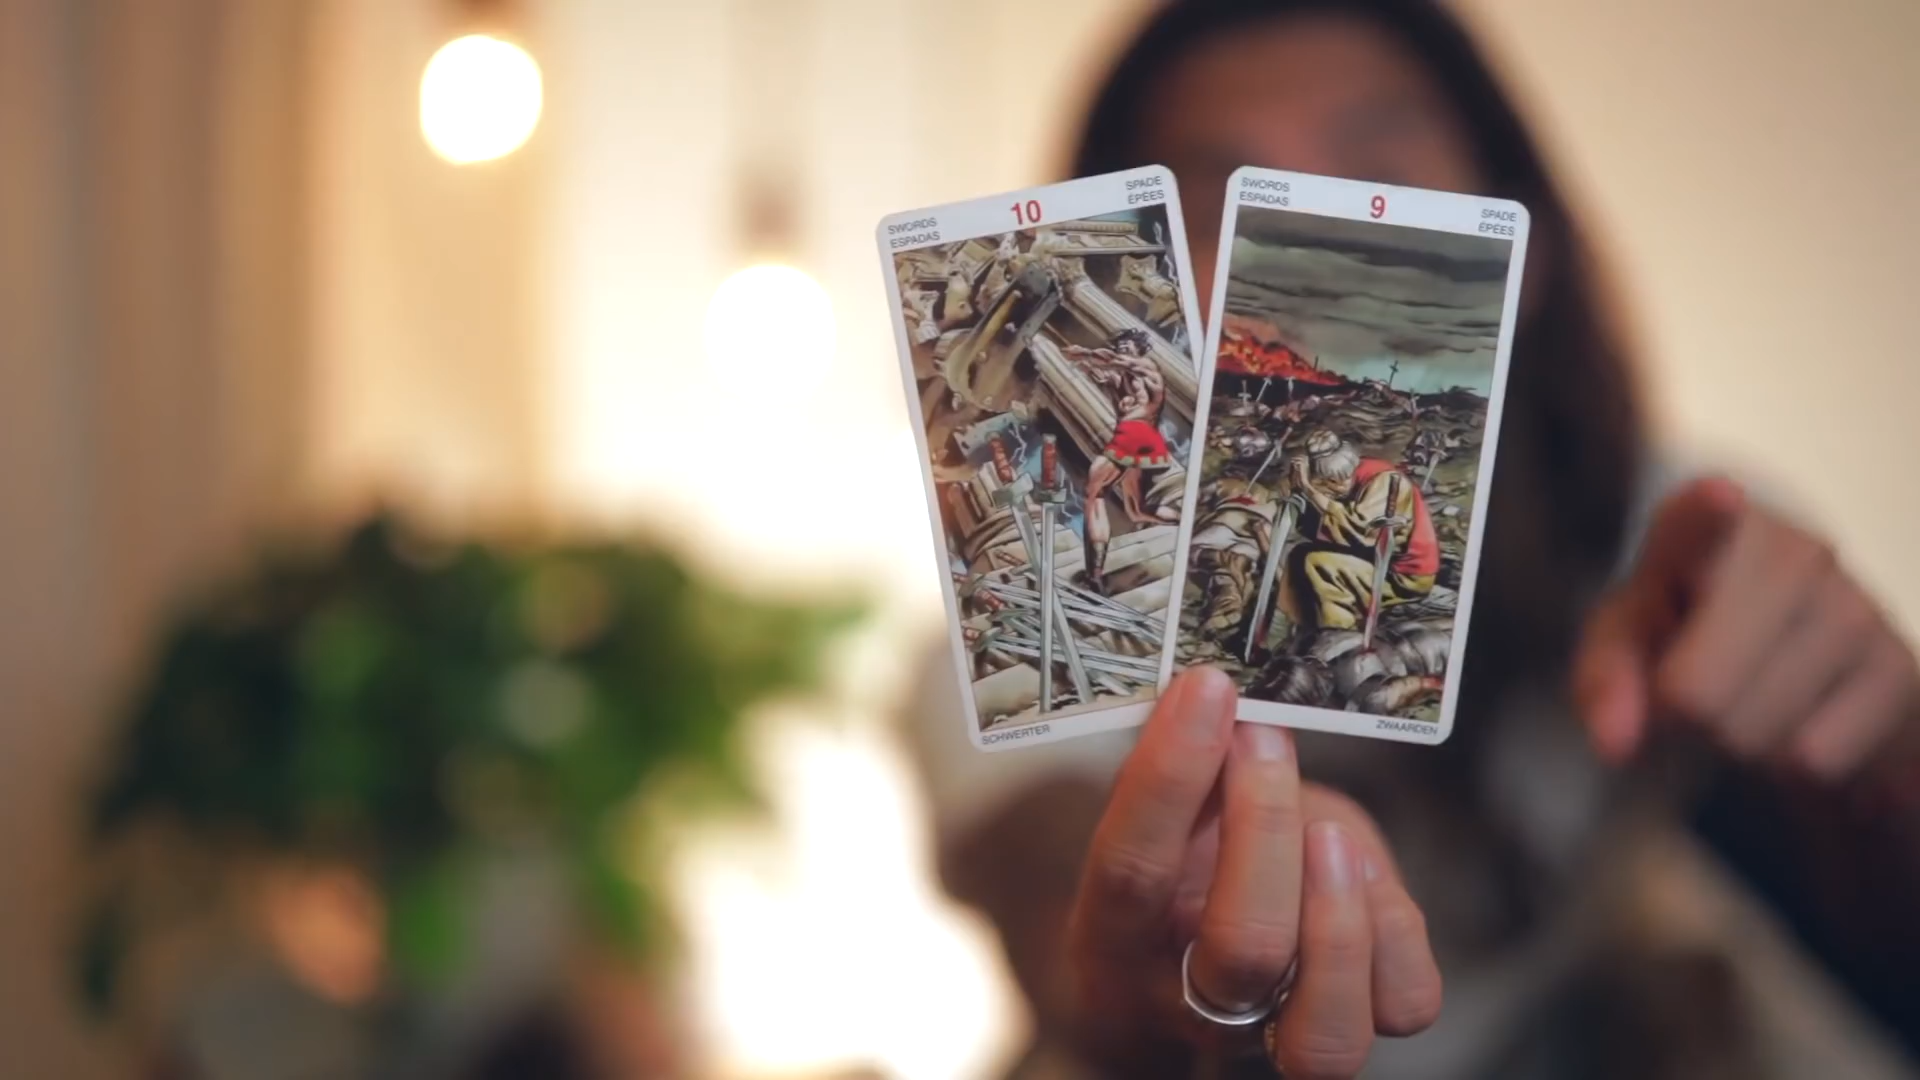 SWORDS
ESPADAS
10
SPADE
ÉPÉES
SCHWERTER
SWORDS
ESPADAS
9
SPADE
ÉPÉES
ZWAARDEN